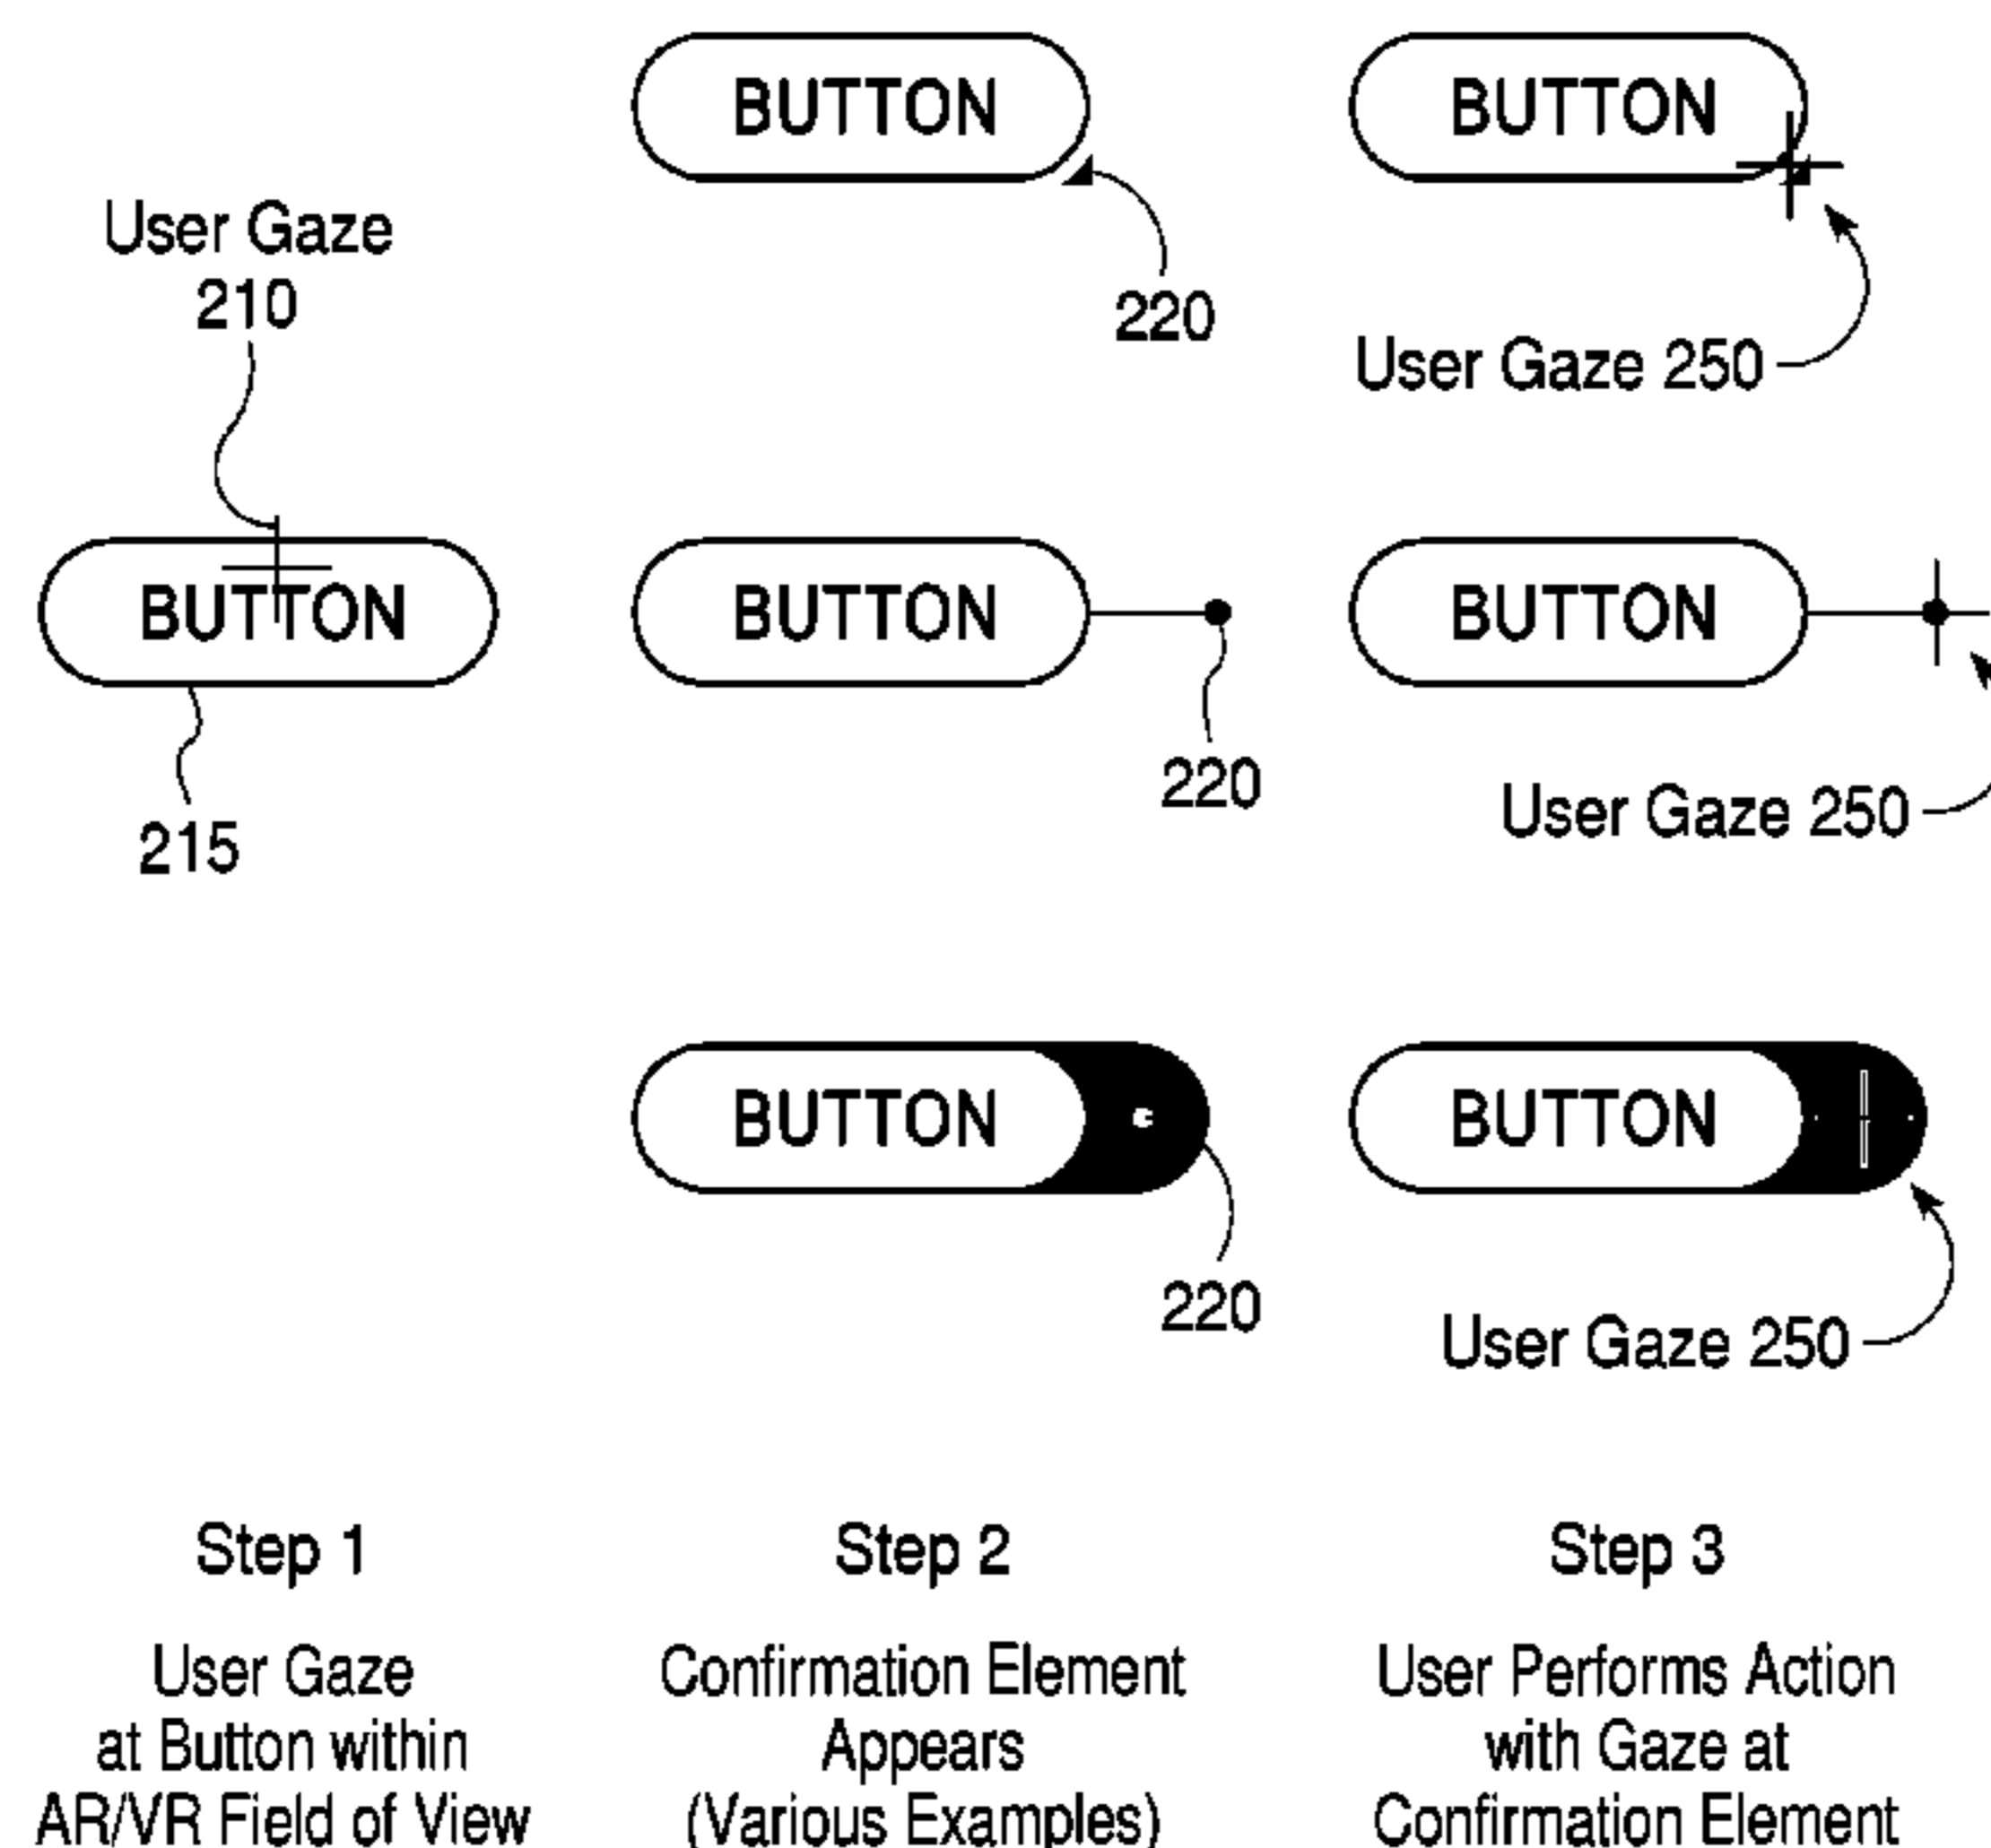 BUTTON
BUTTON
User Gaze
210
220
User Gaze 250
BUTTON
BUTTON
BUTTON
220
User Gaze 250
215
BUTTON
BUTTON
220
User Gaze 250
Step 1
Step 2
Step 3
User Gaze
at Button within
AR/VR Field of View
Confirmation Element
Appears
(Various Examples)
User Performs Action
with Gaze at
Confirmation Element